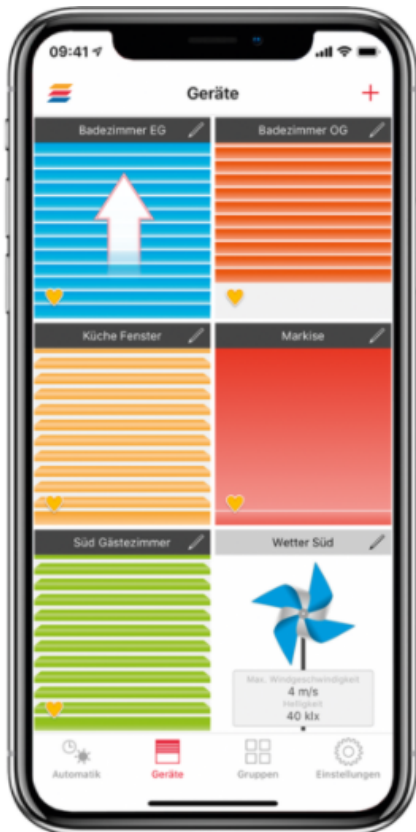 09:41
Geräte
+
Badezimmer EG
Badezimmer OG
Küche Fenster
Markise
Süd Gästezimmer
Wetter Süd
Max. Windgeschwindigkeit
4 m/s
Helligkeit
40 klx
Automatik
Geräte
Gruppen
Einstellungen